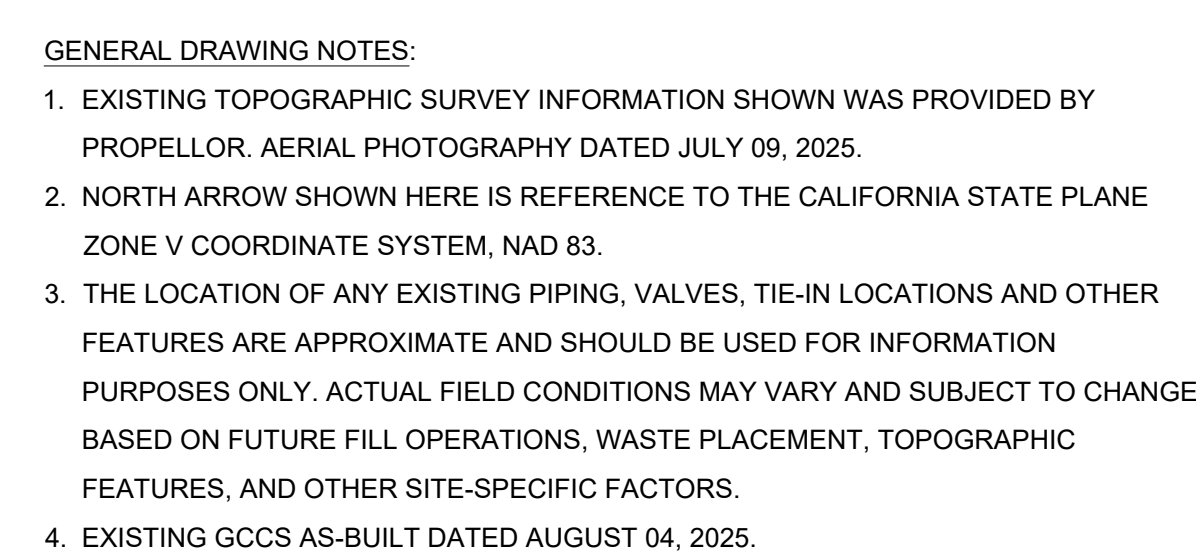 GENERAL DRAWING NOTES:
1. EXISTING TOPOGRAPHIC SURVEY INFORMATION SHOWN WAS PROVIDED BY
PROPELLOR. AERIAL PHOTOGRAPHY DATED JULY 09, 2025.
2. NORTH ARROW SHOWN HERE IS REFERENCE TO THE CALIFORNIA STATE PLANE
ZONE V COORDINATE SYSTEM, NAD 83.
3. THE LOCATION OF ANY EXISTING PIPING, VALVES, TIE-IN LOCATIONS AND OTHER
FEATURES ARE APPROXIMATE AND SHOULD BE USED FOR INFORMATION
PURPOSES ONLY. ACTUAL FIELD CONDITIONS MAY VARY AND SUBJECT TO CHANGE
BASED ON FUTURE FILL OPERATIONS, WASTE PLACEMENT, TOPOGRAPHIC
FEATURES, AND OTHER SITE-SPECIFIC FACTORS.
4. EXISTING GCCS AS-BUILT DATED AUGUST 04, 2025.